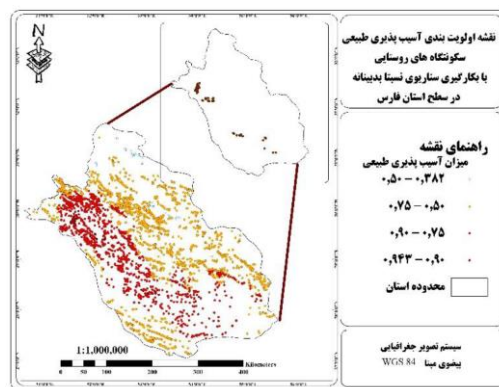 نقشه اولویت بندی آسیب پذیری طبیعی
سکونتگاه های روستایی
با بکارگیری سناریوی نسبتا بدبینانه
در سطح استان فارس
راهنمای نقشه
میزان آسیب پذیری طبیعی
۰,۵۰ – ۰,۳۸۲
۰,۷۵ – ۰,۵۰
۰,۹۰ – ۰,۷۵
۰,۹۴۳ – ۰,۹۰
محدوده استان
سیستم تصویر جغرافیایی
بیضوی مبنا WGS 84
N
1:1,000,000
0 50 100 200 300 400
Kilometers